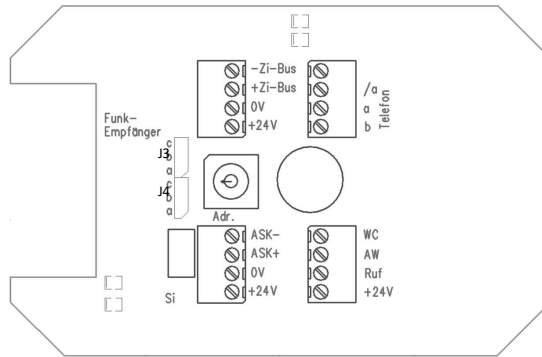 -Zi-Bus
+Zi-Bus
0V
+24V
/a
a
b
Telefon
Funk-
Empfänger
c
J3
b
a
c
J4
b
a
Adr.
ASK-
ASK+
0V
+24V
WC
AW
Ruf
+24V
Si